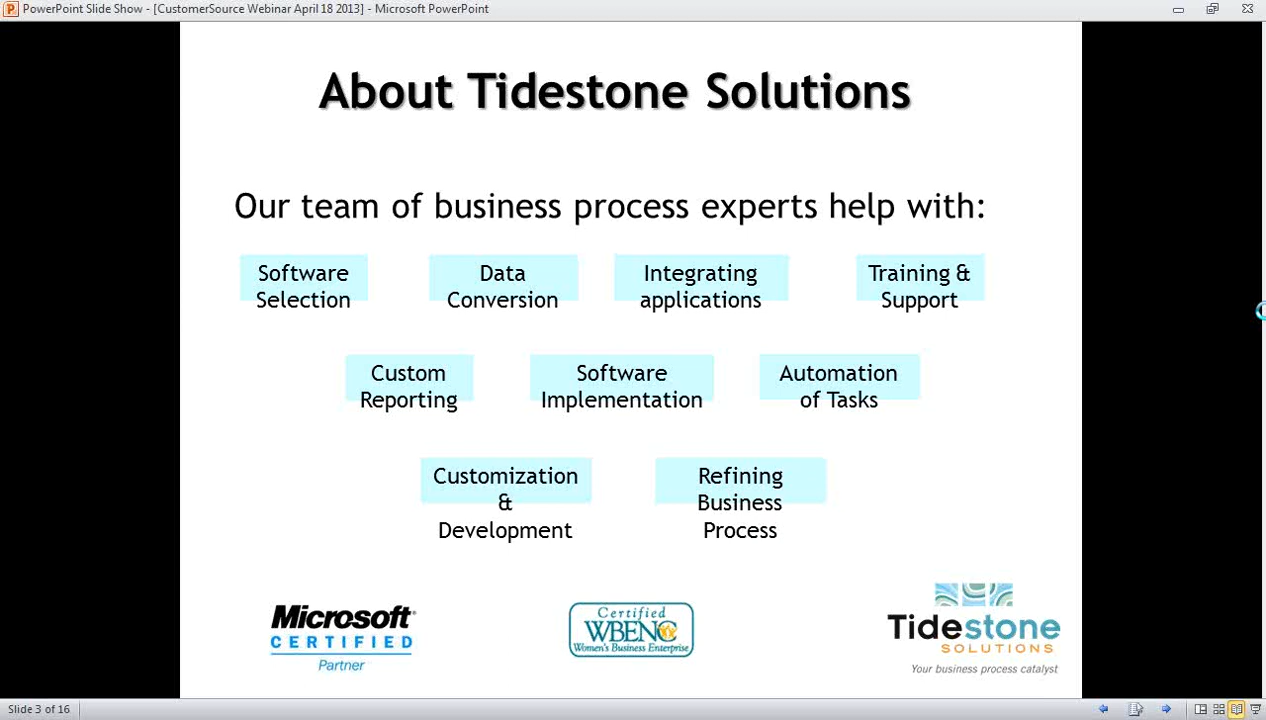 PowerPoint Slide Show - [CustomerSource Webinar April 18 2013] - Microsoft PowerPoint
About Tidestone Solutions
Our team of business process experts help with:
Software
Selection
Data
Conversion
Integrating
applications
Training &
Support
Custom
Reporting
Software
Implementation
Automation
of Tasks
Customization
&
Development
Refining
Business
Process
Microsoft
CERTIFIED
Partner
Certified
WBENC
Women's Business Enterprise
Tidestone
SOLUTIONS
Your business process catalyst
Slide 3 of 16